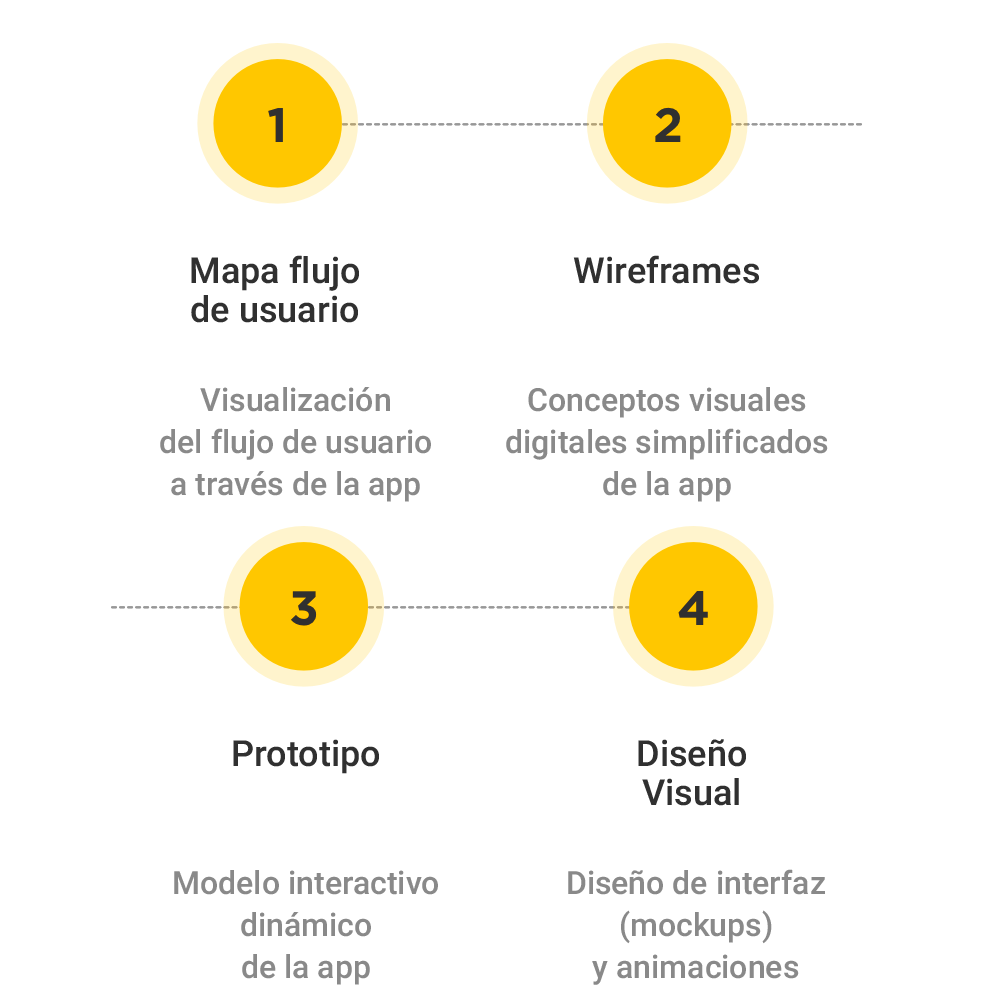 1
2
Mapa flujo
de usuario
Wireframes
Visualización
del flujo de usuario
a través de la app
Conceptos visuales
digitales simplificados
de la app
3
4
Prototipo
Diseño
Visual
Modelo interactivo
dinámico
de la app
Diseño de interfaz
(mockups)
y animaciones